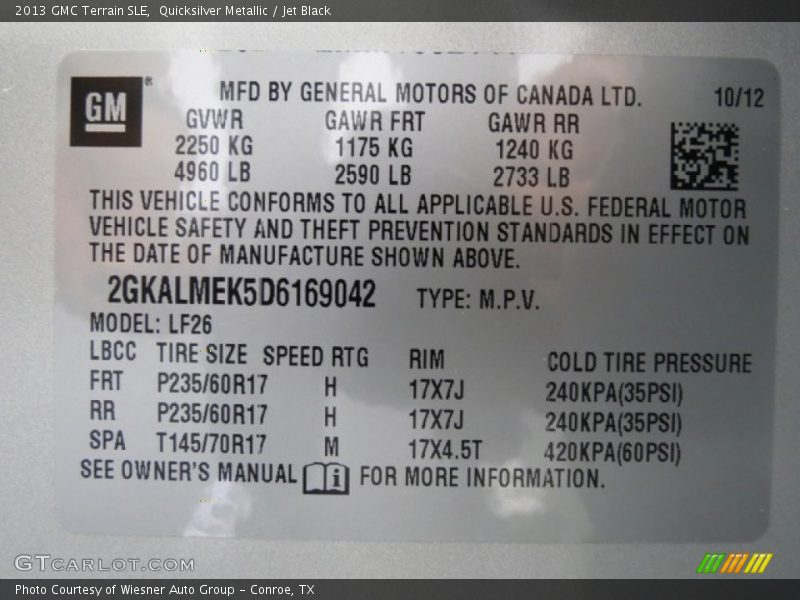 2013 GMC Terrain SLE, Quicksilver Metallic / Jet Black
GM ®
MFD BY GENERAL MOTORS OF CANADA LTD. 10/12
GVWR GAWR FRT GAWR RR
2250 KG 1175 KG 1240 KG
4960 LB 2590 LB 2733 LB
THIS VEHICLE CONFORMS TO ALL APPLICABLE U.S. FEDERAL MOTOR
VEHICLE SAFETY AND THEFT PREVENTION STANDARDS IN EFFECT ON
THE DATE OF MANUFACTURE SHOWN ABOVE.
2GKALMEK5D6169042 TYPE: M.P.V.
MODEL: LF26
LBCC TIRE SIZE SPEED RTG RIM COLD TIRE PRESSURE
FRT P235/60R17 H 17X7J 240KPA(35PSI)
RR P235/60R17 H 17X7J 240KPA(35PSI)
SPA T145/70R17 M 17X4.5T 420KPA(60PSI)
SEE OWNER'S MANUAL i FOR MORE INFORMATION.
GTCARLOT.COM
Photo Courtesy of Wiesner Auto Group - Conroe, TX